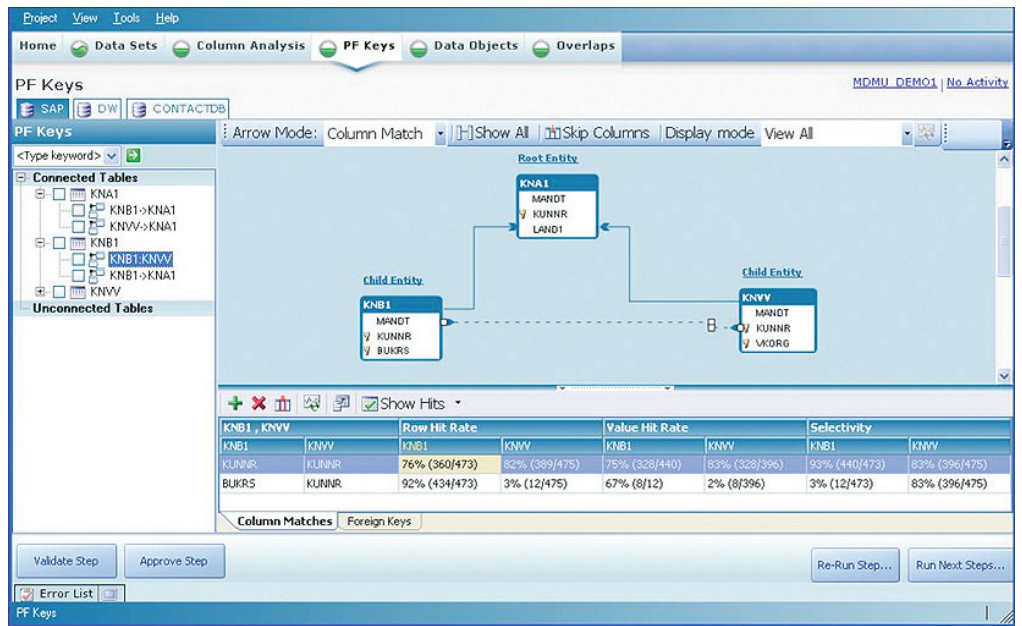 Project View Tools Help
Home Data Sets Column Analysis PF Keys Data Objects Overlaps
PF Keys
MDMU_DEMO1 | No Activity
SAP DW CONTACTDB
PF Keys
Arrow Mode: Column Match Show All Skip Columns Display mode View All
<Type keyword>
Connected Tables
KNA1
KNB1->KNA1
KNVV->KNA1
KNB1
KNB1:KNVV
KNB1->KNA1
KNVV
Unconnected Tables
Root Entity
KNA1
MANDT
KUNNR
LAND1
Child Entity
KNB1
MANDT
KUNNR
BUKRS
Child Entity
KNVV
MANDT
KUNNR
VKORG
Show Hits
KNB1 , KNVV Row Hit Rate Value Hit Rate Selectivity
KNB1 KNVV KNB1 KNVV KNB1 KNVV KNB1 KNVV
KUNNR KUNNR 76% (360/473) 82% (389/475) 75% (328/440) 83% (328/396) 93% (440/473) 83% (396/475)
BUKRS KUNNR 92% (434/473) 3% (12/475) 67% (8/12) 2% (8/396) 3% (12/473) 83% (396/475)
Column Matches Foreign Keys
Validate Step Approve Step Re-Run Step... Run Next Steps...
Error List
PF Keys